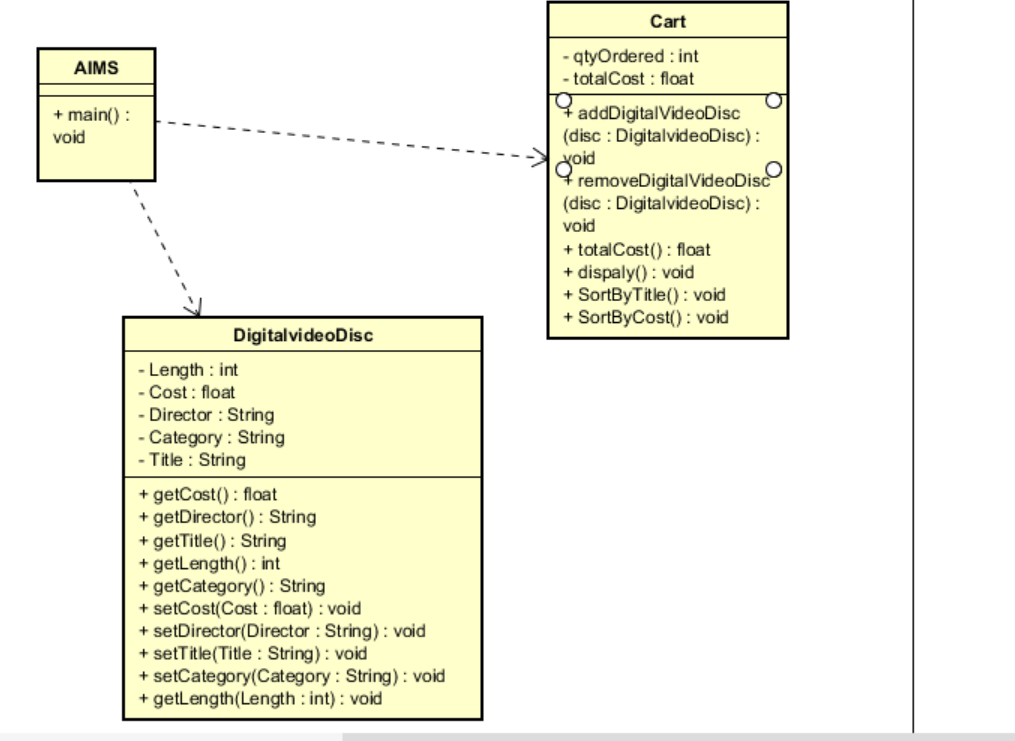 AIMS
+ main() :
void
Cart
- qtyOrdered : int
- totalCost : float
+ addDigitalVideoDisc
(disc : DigitalvideoDisc) :
void
+ removeDigitalVideoDisc
(disc : DigitalvideoDisc) :
void
+ totalCost() : float
+ dispaly() : void
+ SortByTitle() : void
+ SortByCost() : void
DigitalvideoDisc
- Length : int
- Cost : float
- Director : String
- Category : String
- Title : String
+ getCost() : float
+ getDirector() : String
+ getTitle() : String
+ getLength() : int
+ getCategory() : String
+ setCost(Cost : float) : void
+ setDirector(Director : String) : void
+ setTitle(Title : String) : void
+ setCategory(Category : String) : void
+ getLength(Length : int) : void